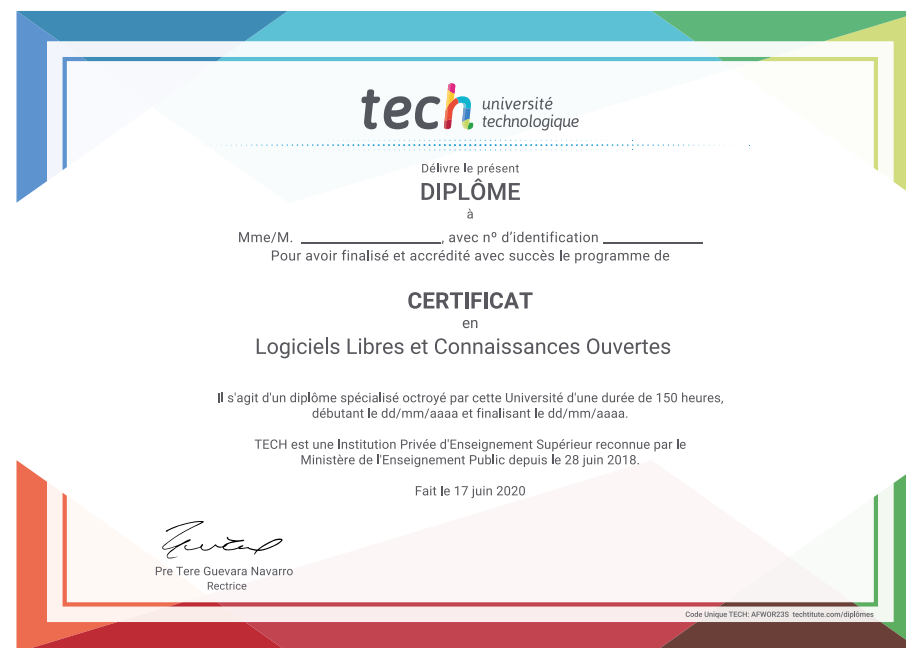 tech université
technologique
Délivre le présent
DIPLÔME
à
Mme/M. ____________________, avec nº d'identification ______________
Pour avoir finalisé et accrédité avec succès le programme de
CERTIFICAT
en
Logiciels Libres et Connaissances Ouvertes
Il s'agit d'un diplôme spécialisé octroyé par cette Université d'une durée de 150 heures,
débutant le dd/mm/aaaa et finalisant le dd/mm/aaaa.
TECH est une Institution Privée d'Enseignement Supérieur reconnue par le
Ministère de l'Enseignement Public depuis le 28 juin 2018.
Fait le 17 juin 2020
Pre Tere Guevara Navarro
Rectrice
Code Unique TECH: AFWOR23S techtitute.com/diplômes